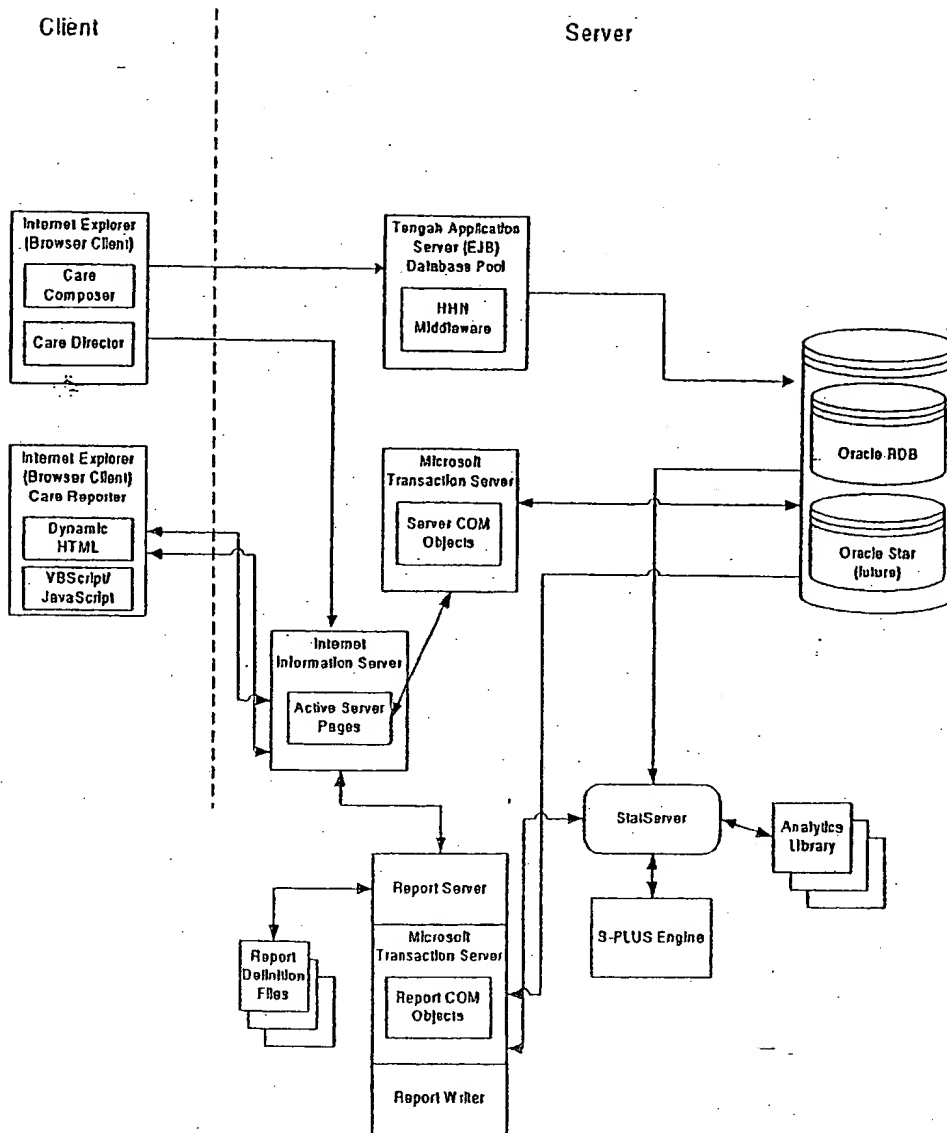 Client
Server
Internet Explorer
(Browser Client)
Care
Composer
Care Director
Tengah Application
Server (EJB)
Database Pool
HHN
Middleware
Oracle RDB
Oracle Star
(future)
Internet Explorer
(Browser Client)
Care Reporter
Dynamic
HTML
VBScript/
JavaScript
Microsoft
Transaction Server
Server COM
Objects
Internet
Information Server
Active Server
Pages
StatServer
Analytics
Library
S-PLUS Engine
Report Server
Microsoft
Transaction Server
Report COM
Objects
Report Writer
Report
Definition
Files